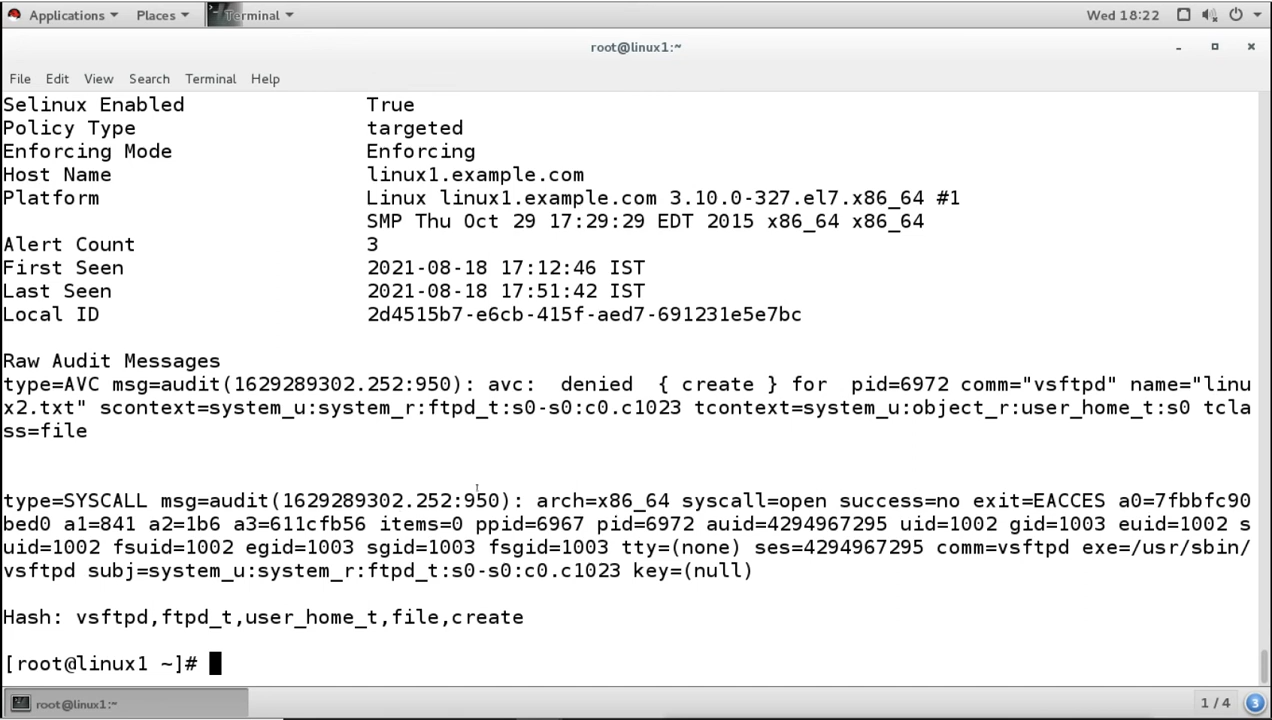 Applications Places Terminal Wed 18:22
root@linux1:~
File Edit View Search Terminal Help
Selinux Enabled True
Policy Type targeted
Enforcing Mode Enforcing
Host Name linux1.example.com
Platform Linux linux1.example.com 3.10.0-327.el7.x86_64 #1
SMP Thu Oct 29 17:29:29 EDT 2015 x86_64 x86_64
Alert Count 3
First Seen 2021-08-18 17:12:46 IST
Last Seen 2021-08-18 17:51:42 IST
Local ID 2d4515b7-e6cb-415f-aed7-691231e5e7bc
Raw Audit Messages
type=AVC msg=audit(1629289302.252:950): avc: denied { create } for pid=6972 comm="vsftpd" name="linu
x2.txt" scontext=system_u:system_r:ftpd_t:s0-s0:c0.c1023 tcontext=system_u:object_r:user_home_t:s0 tcla
ss=file
type=SYSCALL msg=audit(1629289302.252:950): arch=x86_64 syscall=open success=no exit=EACCES a0=7fbbfc90
bed0 a1=841 a2=1b6 a3=611cfb56 items=0 ppid=6967 pid=6972 auid=4294967295 uid=1002 gid=1003 euid=1002 s
uid=1002 fsuid=1002 egid=1003 sgid=1003 fsgid=1003 tty=(none) ses=4294967295 comm=vsftpd exe=/usr/sbin/
vsftpd subj=system_u:system_r:ftpd_t:s0-s0:c0.c1023 key=(null)
Hash: vsftpd,ftpd_t,user_home_t,file,create
[root@linux1 ~]#
root@linux1:~ 1 / 4 3